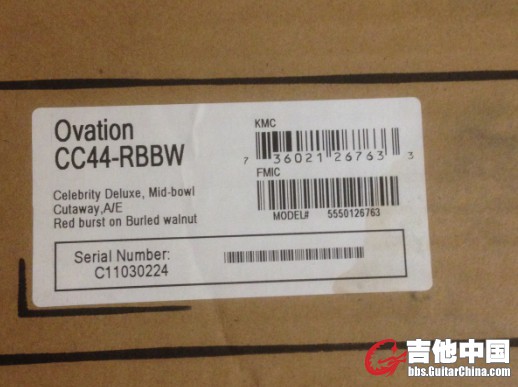 Ovation
CC44-RBBW
Celebrity Deluxe, Mid-bowl
Cutaway,A/E
Red burst on Burled walnut
KMC
7 36021 26763 3
FMIC
MODEL# 5550126763
Serial Number:
C11030224
吉他中国
bbs.GuitarChina.com